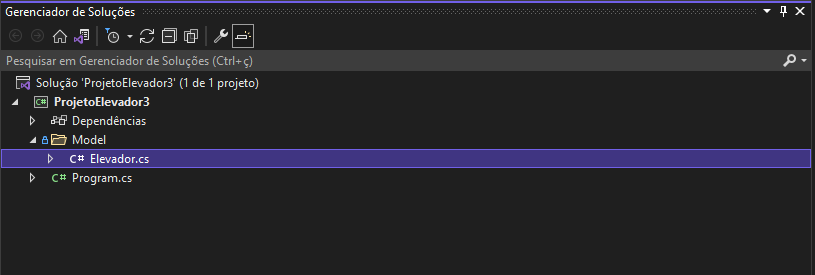 Gerenciador de Soluções
Pesquisar em Gerenciador de Soluções (Ctrl+ç)
Solução 'ProjetoElevador3' (1 de 1 projeto)
C# ProjetoElevador3
Dependências
Model
C# Elevador.cs
C# Program.cs